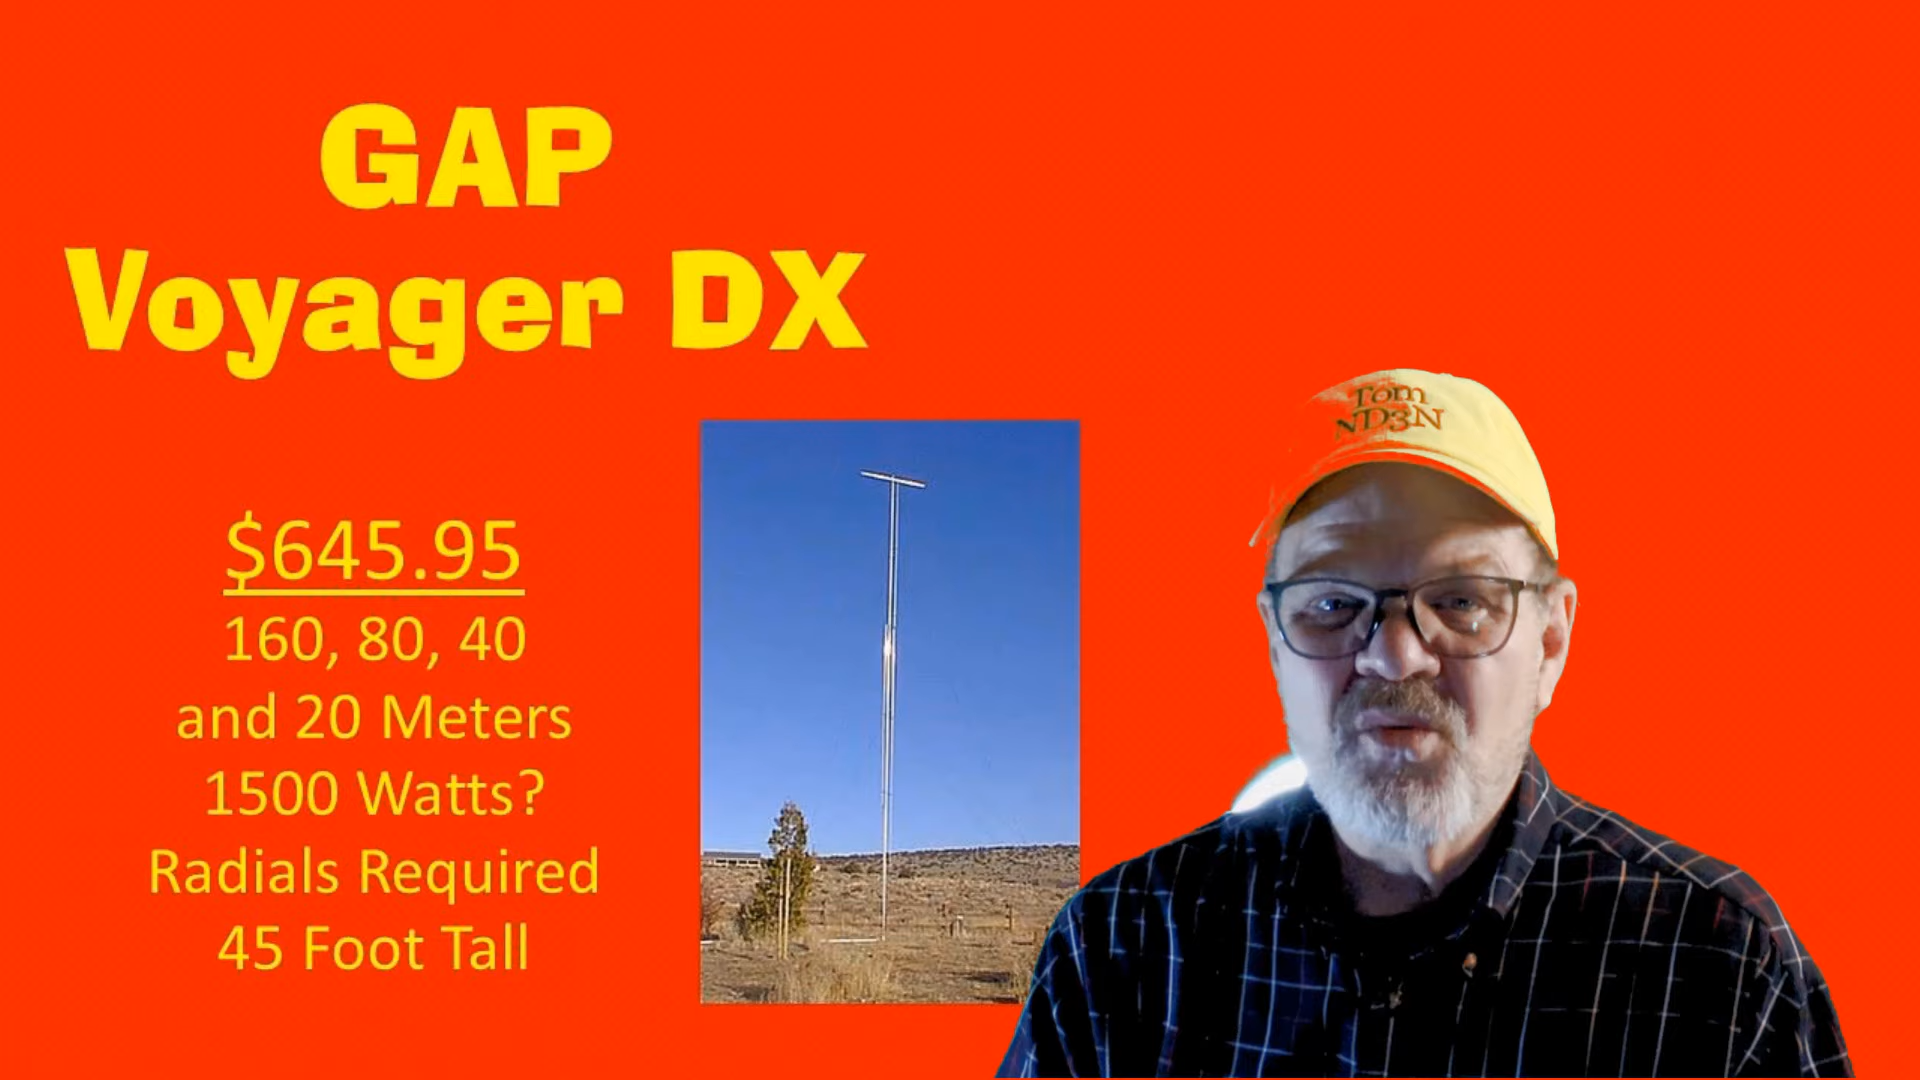 GAP
Voyager DX
$645.95
160, 80, 40
and 20 Meters
1500 Watts?
Radials Required
45 Foot Tall
Tom
ND3N